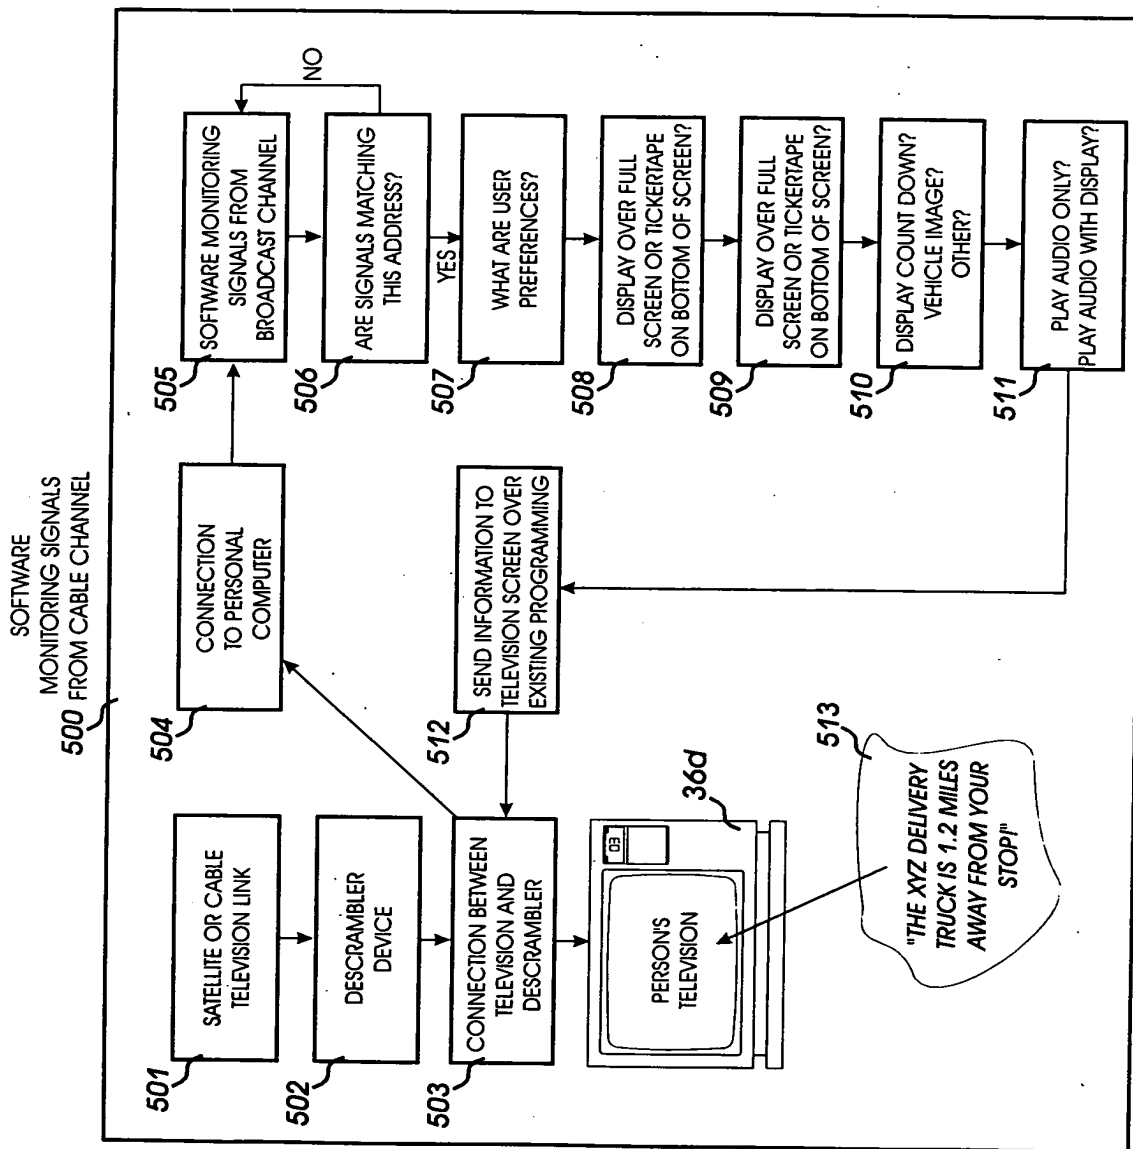 SOFTWARE
MONITORING SIGNALS
FROM CABLE CHANNEL
500
501
SATELLITE OR CABLE
TELEVISION LINK
502
DESCRAMBLER
DEVICE
503
CONNECTION BETWEEN
TELEVISION AND
DESCRAMBLER
PERSON'S
TELEVISION
03
36d
513
"THE XYZ DELIVERY
TRUCK IS 1.2 MILES
AWAY FROM YOUR
STOP!"
504
CONNECTION
TO PERSONAL
COMPUTER
512
SEND INFORMATION TO
TELEVISION SCREEN OVER
EXISTING PROGRAMMING
505
SOFTWARE MONITORING
SIGNALS FROM
BROADCAST CHANNEL
NO
506
ARE SIGNALS MATCHING
THIS ADDRESS?
YES
507
WHAT ARE USER
PREFERENCES?
508
DISPLAY OVER FULL
SCREEN OR TICKERTAPE
ON BOTTOM OF SCREEN?
509
DISPLAY OVER FULL
SCREEN OR TICKERTAPE
ON BOTTOM OF SCREEN?
510
DISPLAY COUNT DOWN?
VEHICLE IMAGE?
OTHER?
511
PLAY AUDIO ONLY?
PLAY AUDIO WITH DISPLAY?